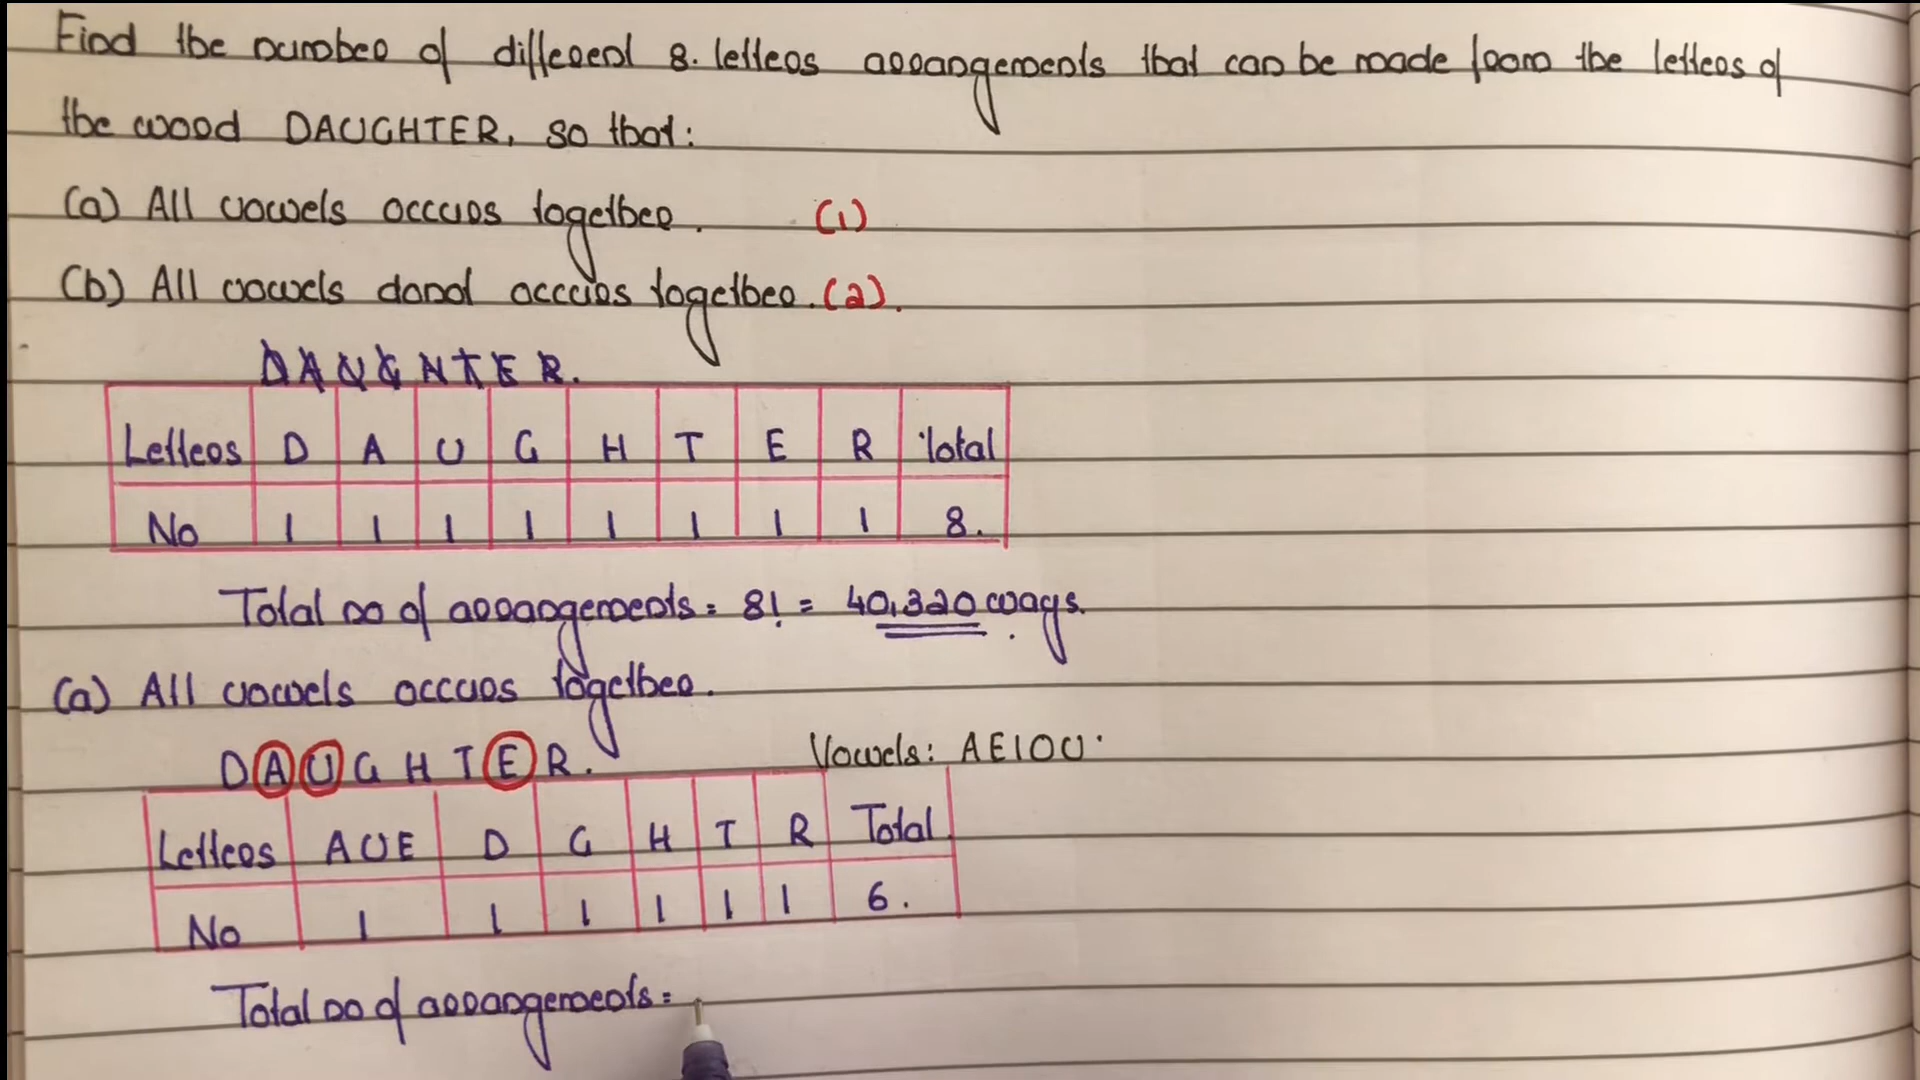 Find the number of different 8. letters arrangements that can be made from the letters of
the word DAUGHTER, so that:
(a) All vowels occurs together. (1)
(b) All vowels donot occurs together. (2).
D A U G H T E R.
Letters D A U G H T E R Total
No 1 1 1 1 1 1 1 1 8.
Total no of arrangements = 8! = 40,320 ways.
(a) All vowels occurs together.
D A U G H T E R. Vowels: AEIOU.
Letters AUE D G H T R Total
No 1 1 1 1 1 1 6.
Total no of arrangements =